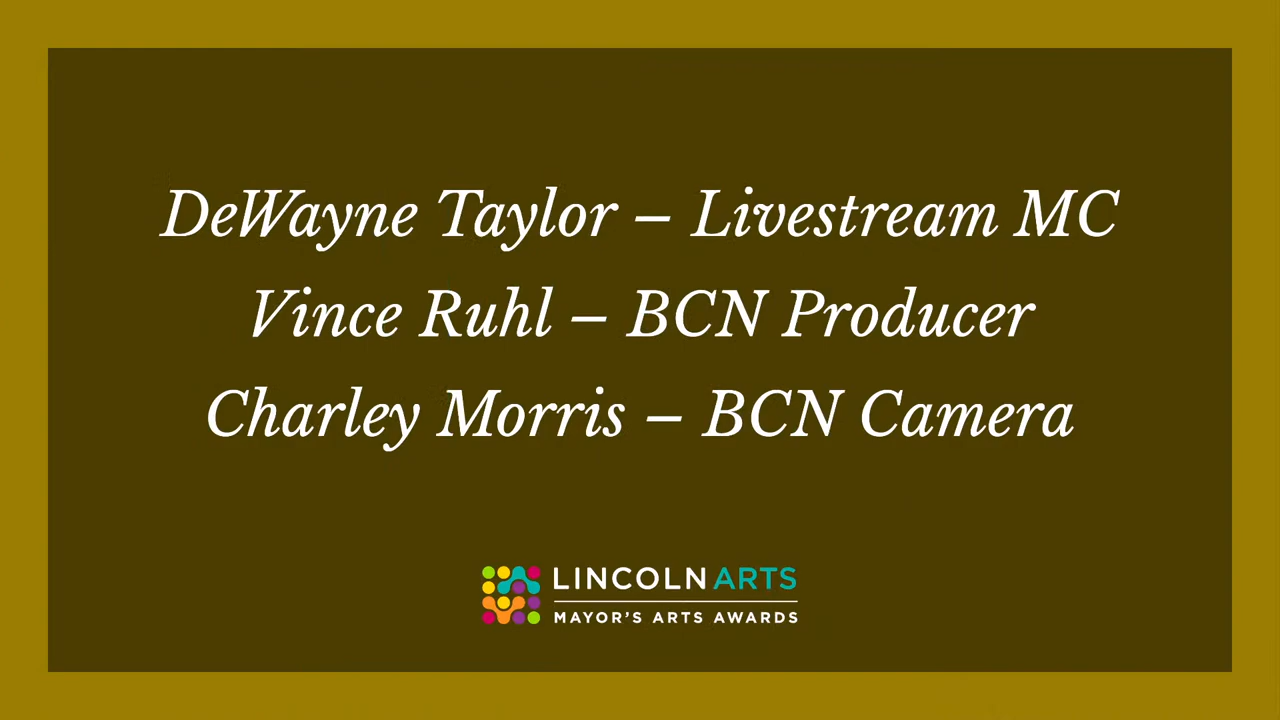 DeWayne Taylor – Livestream MC
Vince Ruhl – BCN Producer
Charley Morris – BCN Camera
LINCOLN ARTS
MAYOR'S ARTS AWARDS